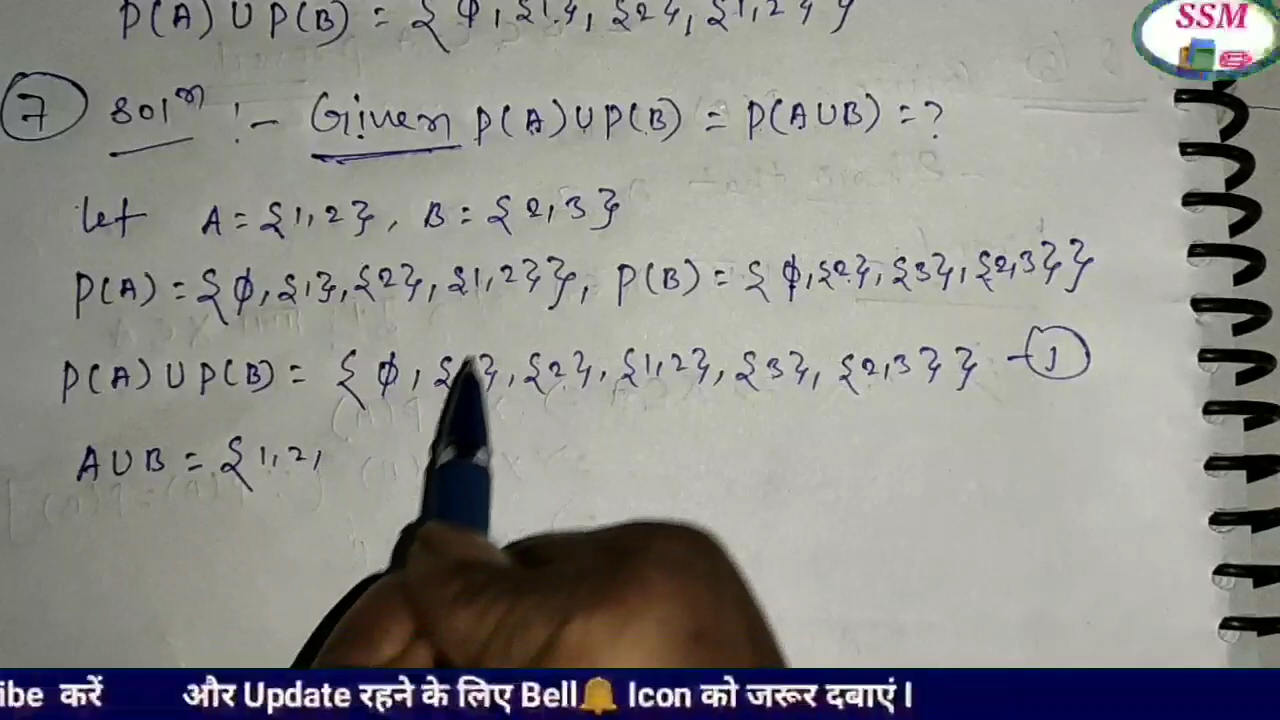 P(A) ∪ P(B) = {ϕ, {1}, {2}, {1,2}}
SSM
7 Solⁿ :- Given P(A)∪P(B) = P(A∪B) = ?
Let A = {1,2}, B = {2,3}
P(A) = {ϕ, {1}, {2}, {1,2}}, P(B) = {ϕ, {2}, {3}, {2,3}}
P(A) ∪ P(B) = {ϕ, { }, {2}, {1,2}, {3}, {2,3}} – 1
A∪B = {1,2,
ibe करें और Update रहने के लिए Bell🔔 Icon को जरूर दबाएं।